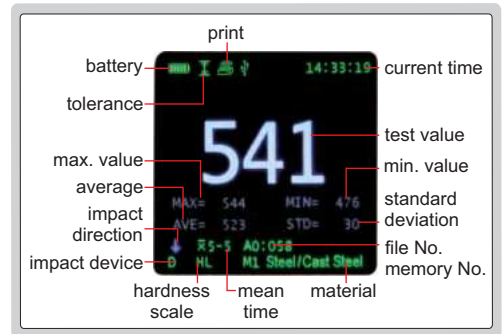 print
battery
14:33:19
current time
tolerance
541
test value
max. value
min. value
MAX= 544 MIN= 476
average
standard deviation
AVE= 523 STD= 30
impact direction
x̄5-5 A0:058
file No.
memory No.
impact device
D HL M1 Steel/Cast Steel
hardness scale
mean time
material